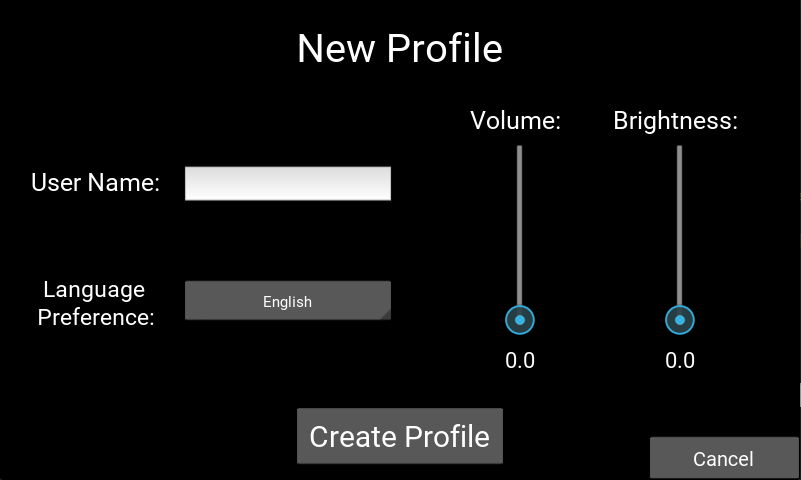 New Profile
Volume:
Brightness:
User Name:
Language
Preference:
English
0.0
0.0
Create Profile
Cancel